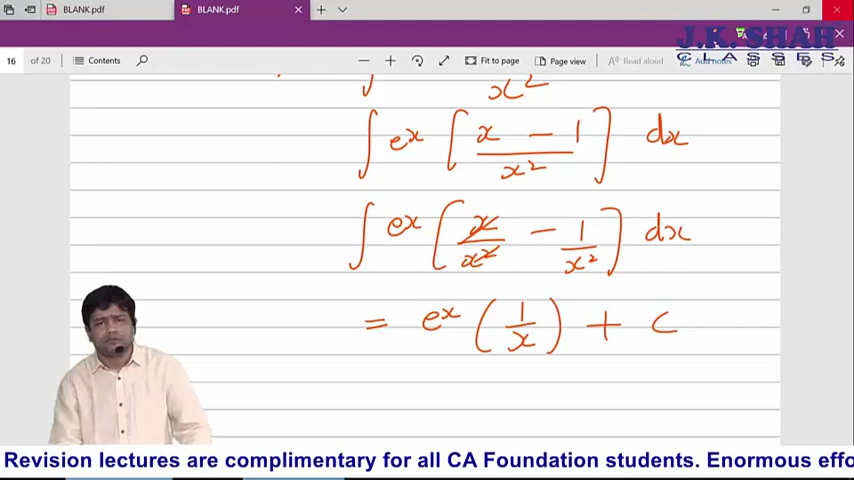 BLANK.pdf BLANK.pdf
J.K. SHAH
CLASSES
16 of 20 Contents Fit to page Page view Read aloud Add notes
x²
∫ eˣ [ (x − 1) / x² ] dx
∫ eˣ [ x/x² − 1/x² ] dx
= eˣ ( 1/x ) + c
Revision lectures are complimentary for all CA Foundation students. Enormous effo